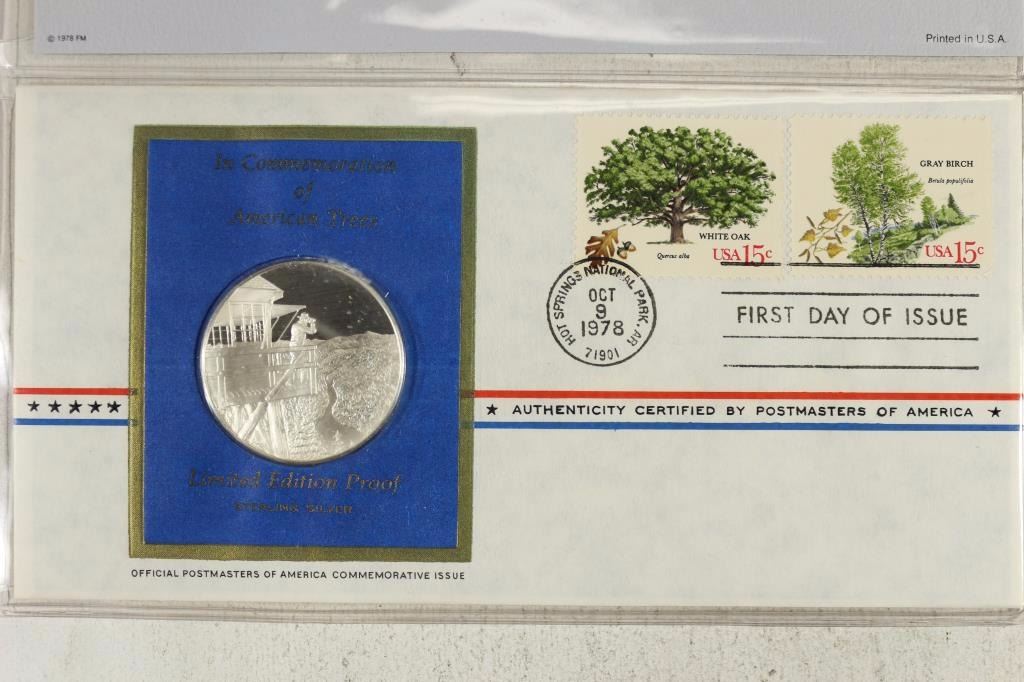 © 1978 FM
Printed in U.S.A.
In Commemoration
of
American Trees
WHITE OAK
Quercus alba
USA 15c
GRAY BIRCH
Betula populifolia
USA 15c
HOT SPRINGS NATIONAL PARK, AR
OCT
9
1978
71901
FIRST DAY OF ISSUE
★★★★★
★ AUTHENTICITY CERTIFIED BY POSTMASTERS OF AMERICA ★
Limited Edition Proof
STERLING SILVER
OFFICIAL POSTMASTERS OF AMERICA COMMEMORATIVE ISSUE